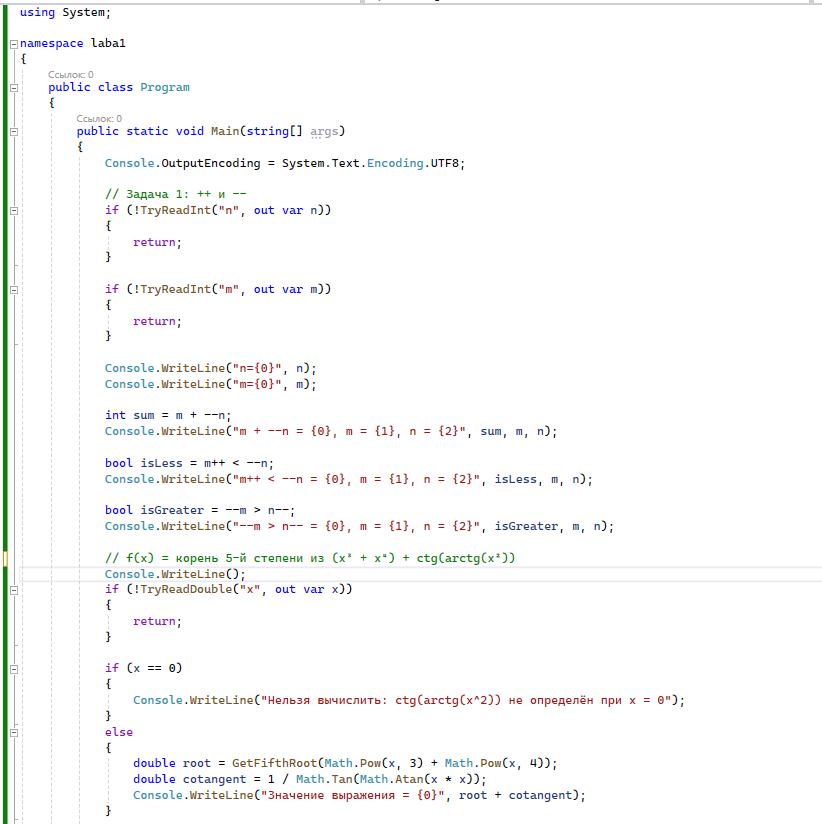 using System;
namespace laba1
{
Ссылок: 0
public class Program
{
Ссылок: 0
public static void Main(string[] args)
{
Console.OutputEncoding = System.Text.Encoding.UTF8;
// Задача 1: ++ и --
if (!TryReadInt("n", out var n))
{
return;
}
if (!TryReadInt("m", out var m))
{
return;
}
Console.WriteLine("n={0}", n);
Console.WriteLine("m={0}", m);
int sum = m + --n;
Console.WriteLine("m + --n = {0}, m = {1}, n = {2}", sum, m, n);
bool isLess = m++ < --n;
Console.WriteLine("m++ < --n = {0}, m = {1}, n = {2}", isLess, m, n);
bool isGreater = --m > n--;
Console.WriteLine("--m > n-- = {0}, m = {1}, n = {2}", isGreater, m, n);
// f(x) = корень 5-й степени из (x³ + x⁴) + ctg(arctg(x²))
Console.WriteLine();
if (!TryReadDouble("x", out var x))
{
return;
}
if (x == 0)
{
Console.WriteLine("Нельзя вычислить: ctg(arctg(x^2)) не определён при x = 0");
}
else
{
double root = GetFifthRoot(Math.Pow(x, 3) + Math.Pow(x, 4));
double cotangent = 1 / Math.Tan(Math.Atan(x * x));
Console.WriteLine("Значение выражения = {0}", root + cotangent);
}